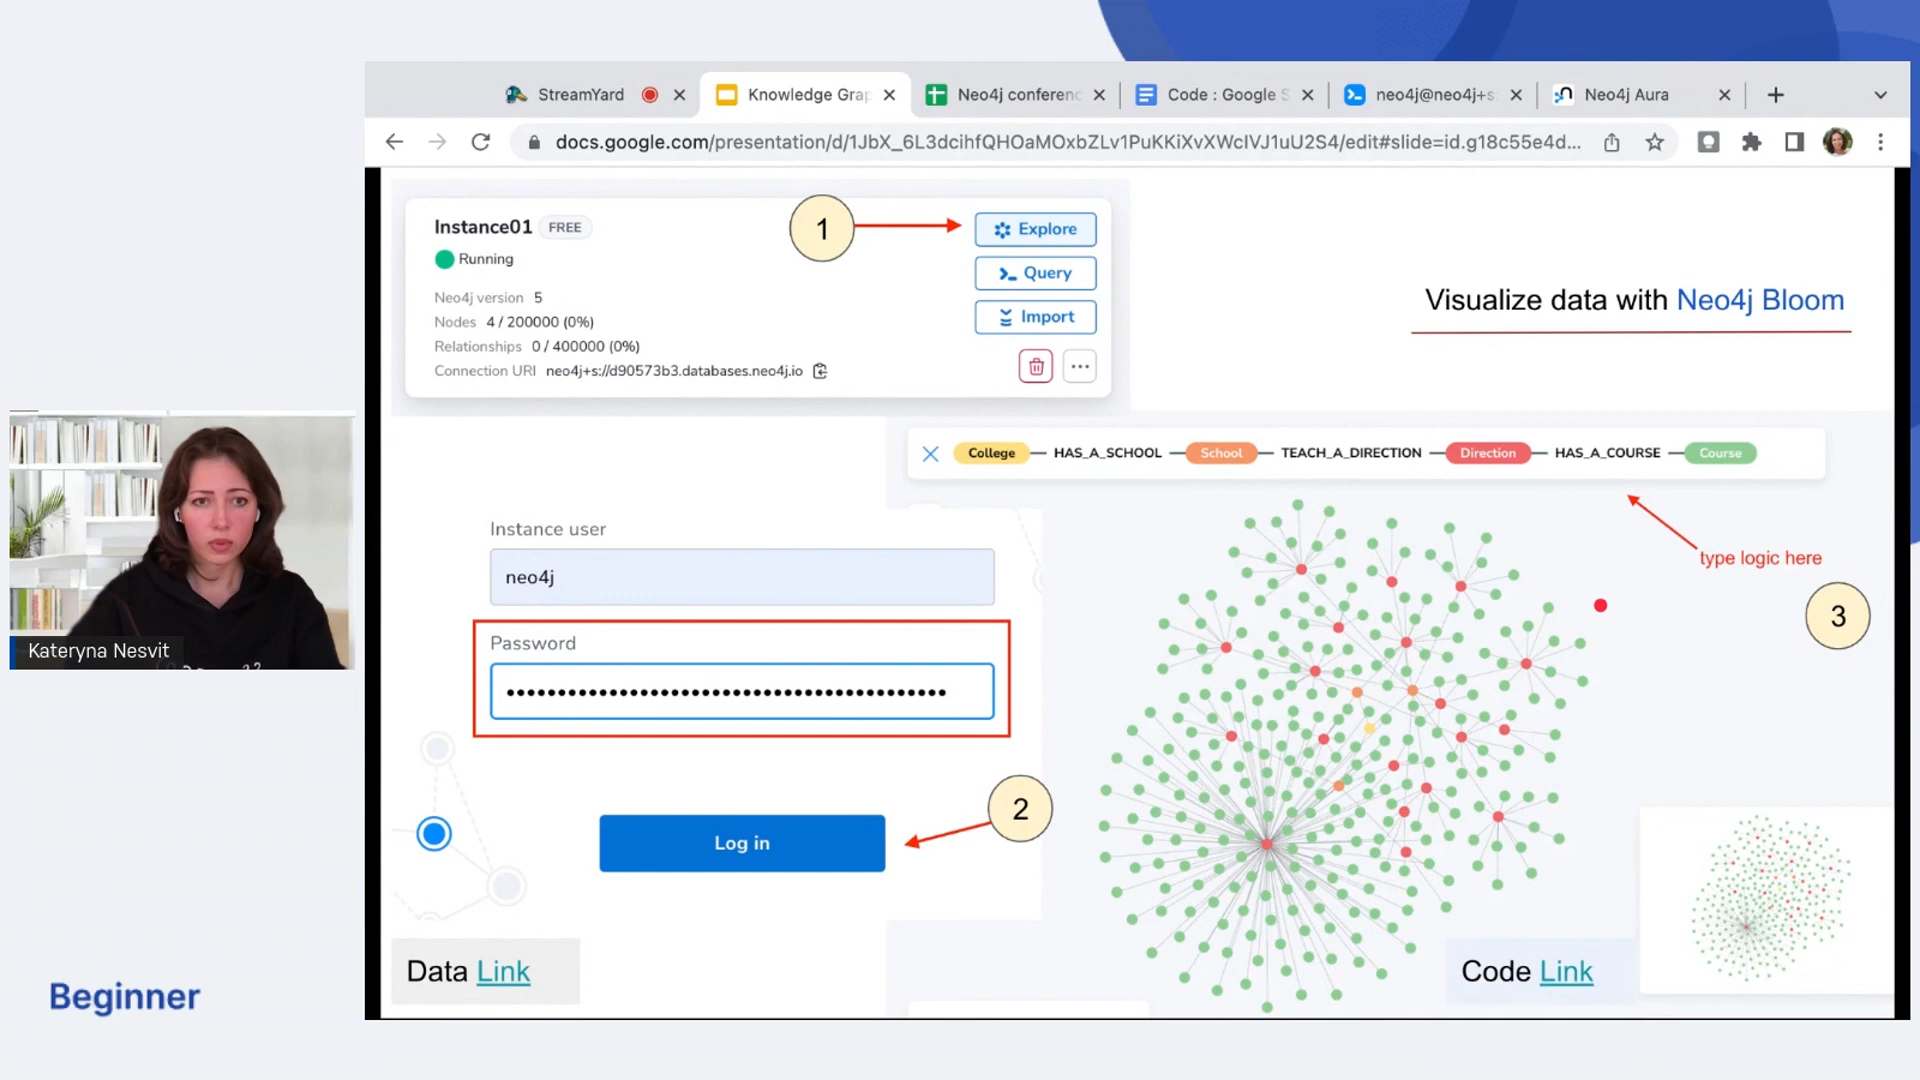 StreamYard
Knowledge Grap
Neo4j conferenc
Code : Google S
neo4j@neo4j+s
Neo4j Aura
docs.google.com/presentation/d/1JbX_6L3dcihfQHOaMOxbZLv1PuKKiXvXWcIVJ1uU2S4/edit#slide=id.g18c55e4d...
Instance01 FREE
Running
Neo4j version 5
Nodes 4 / 200000 (0%)
Relationships 0 / 400000 (0%)
Connection URI neo4j+s://d90573b3.databases.neo4j.io
1
Explore
Query
Import
Visualize data with Neo4j Bloom
College HAS_A_SCHOOL School TEACH_A_DIRECTION Direction HAS_A_COURSE Course
type logic here
3
Instance user
neo4j
Password
2
Log in
Data Link
Code Link
Kateryna Nesvit
Beginner